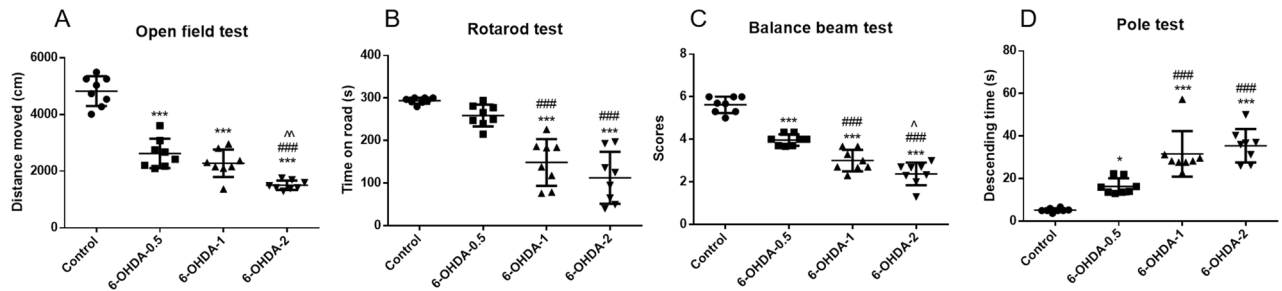 A
Open field test
Distance moved (cm)
6000
4000
2000
0
***
***
^^
###
***
Control
6-OHDA-0.5
6-OHDA-1
6-OHDA-2
B
Rotarod test
Time on road (s)
400
300
200
100
0
###
***
###
***
Control
6-OHDA-0.5
6-OHDA-1
6-OHDA-2
C
Balance beam test
Scores
8
6
4
2
0
***
###
***
^
###
***
Control
6-OHDA-0.5
6-OHDA-1
6-OHDA-2
D
Pole test
Descending time (s)
80
60
40
20
0
*
###
***
###
***
Control
6-OHDA-0.5
6-OHDA-1
6-OHDA-2